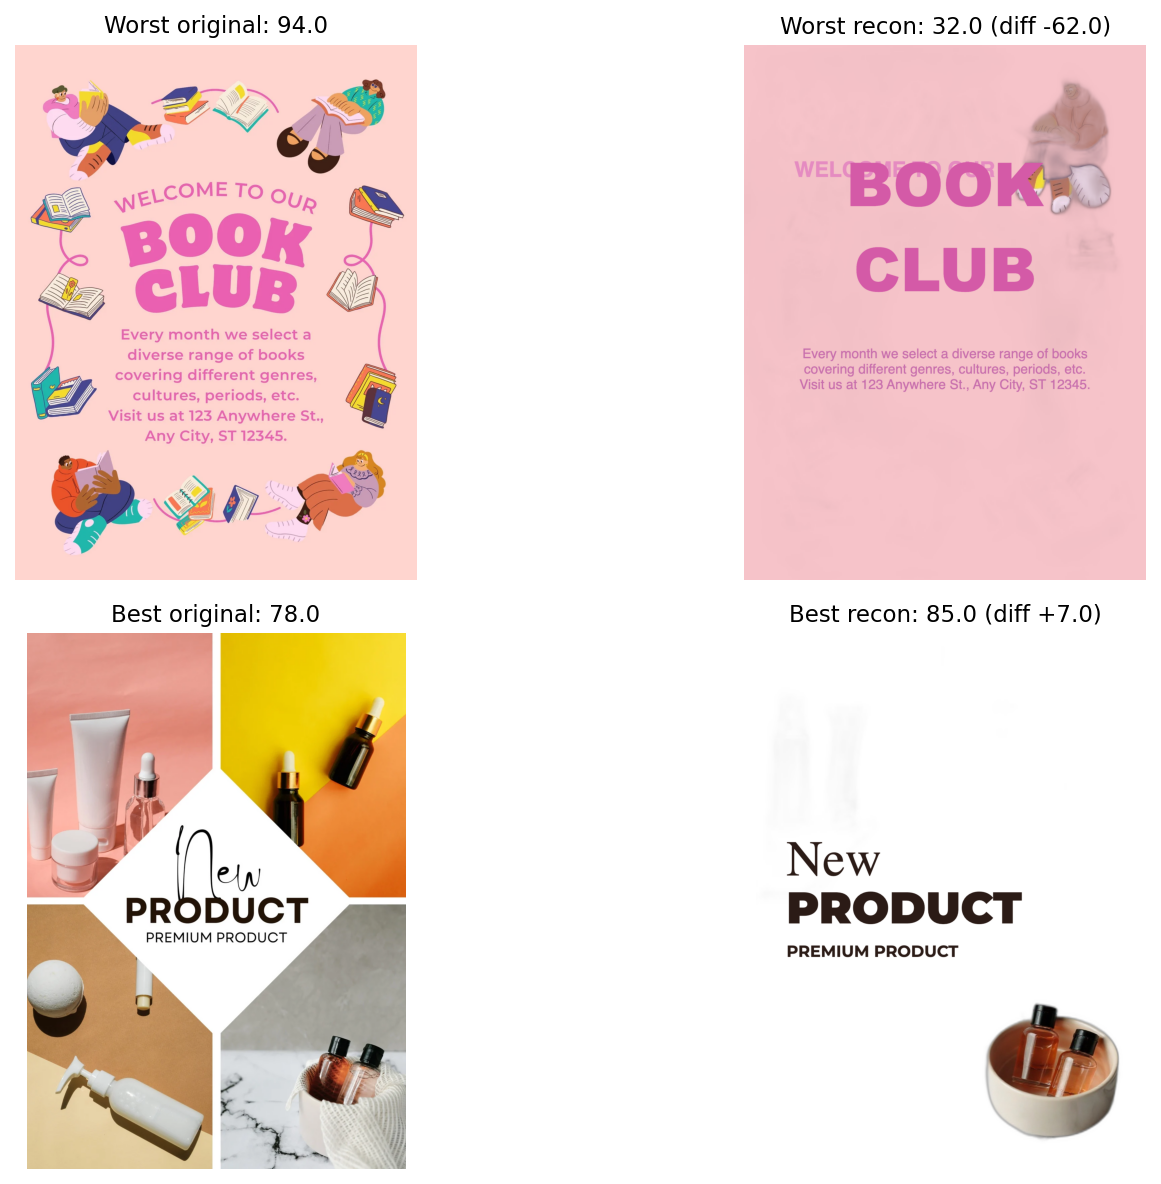 Worst original: 94.0
WELCOME TO OUR
BOOK
CLUB
Every month we select a
diverse range of books
covering different genres,
cultures, periods, etc.
Visit us at 123 Anywhere St.,
Any City, ST 12345.
Worst recon: 32.0 (diff -62.0)
WELCOME TO OUR
BOOK
CLUB
Every month we select a diverse range of books
covering different genres, cultures, periods, etc.
Visit us at 123 Anywhere St., Any City, ST 12345.
Best original: 78.0
New
PRODUCT
PREMIUM PRODUCT
Best recon: 85.0 (diff +7.0)
New
PRODUCT
PREMIUM PRODUCT